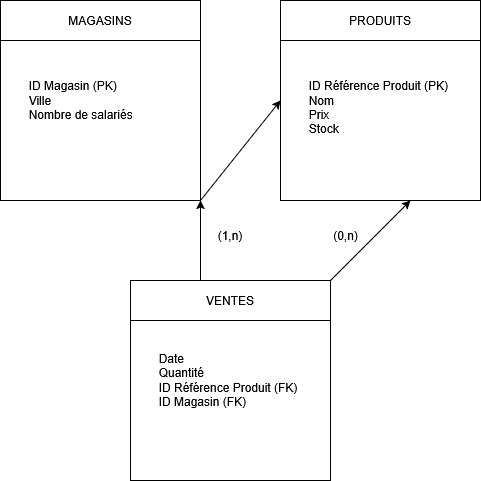 MAGASINS
ID Magasin (PK)
Ville
Nombre de salariés
PRODUITS
ID Référence Produit (PK)
Nom
Prix
Stock
(1,n)
(0,n)
VENTES
Date
Quantité
ID Référence Produit (FK)
ID Magasin (FK)